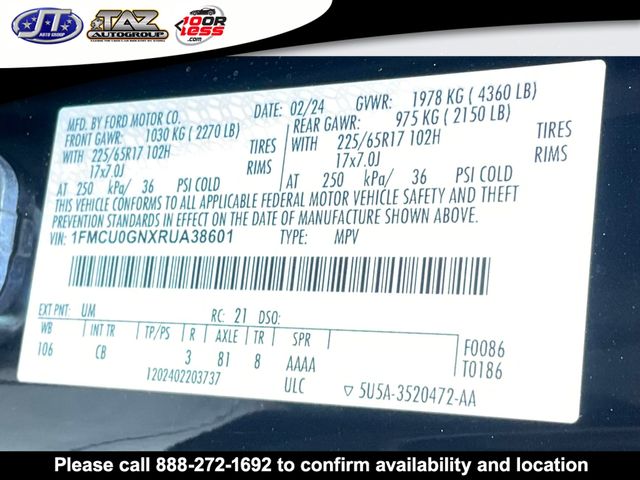 JT
AUTO GROUP
TAZ
AUTOGROUP
10 OR
less.com
MFD. BY FORD MOTOR CO.
DATE: 02/24 GVWR: 1978 KG ( 4360 LB)
FRONT GAWR: 1030 KG ( 2270 LB)
REAR GAWR: 975 KG ( 2150 LB)
WITH 225/65R17 102H TIRES
WITH 225/65R17 102H TIRES
17x7.0J RIMS
17x7.0J RIMS
AT 250 kPa/ 36 PSI COLD
AT 250 kPa/ 36 PSI COLD
THIS VEHICLE CONFORMS TO ALL APPLICABLE FEDERAL MOTOR VEHICLE SAFETY AND THEFT
PREVENTION STANDARDS IN EFFECT ON THE DATE OF MANUFACTURE SHOWN ABOVE.
VIN: 1FMCU0GNXRUA38601 TYPE: MPV
EXT PNT: UM RC: 21 DSO:
WB INT TR TP/PS R AXLE TR SPR
106 CB 3 81 8 AAAA
F0086
T0186
1202402203737
ULC
▽ 5U5A-3520472-AA
Please call 888-272-1692 to confirm availability and location